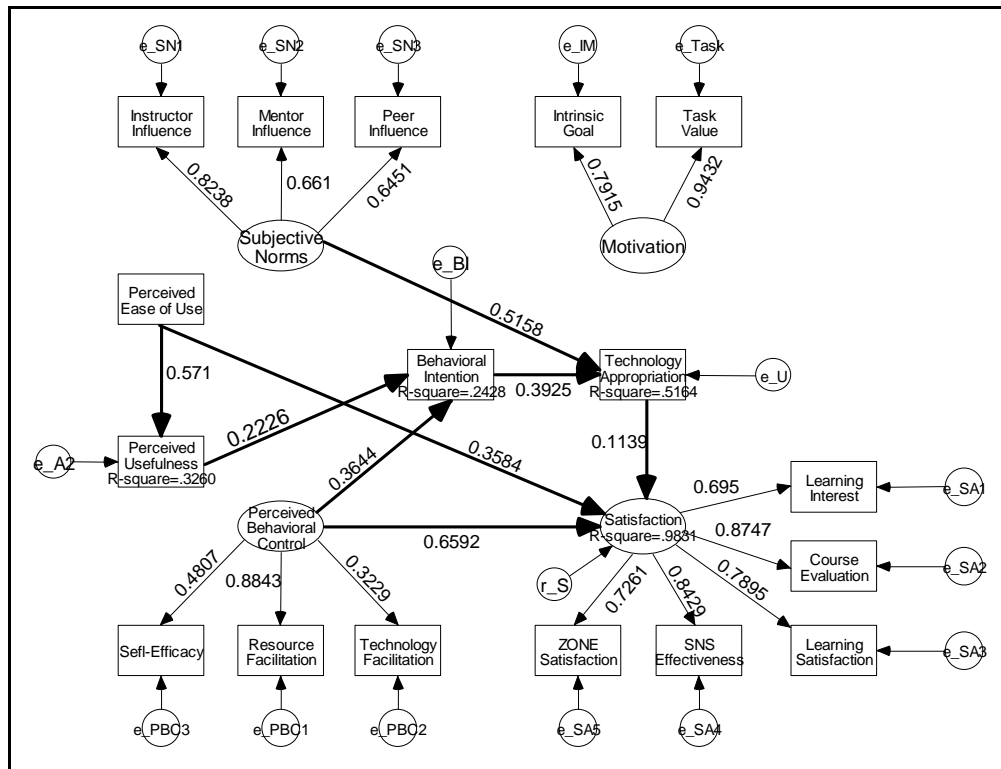 e_SN1
e_SN2
e_SN3
e_IM
e_Task
Instructor
Influence
Mentor
Influence
Peer
Influence
Intrinsic
Goal
Task
Value
0.8238
0.661
0.6451
0.7915
0.9432
Subjective
Norms
Motivation
e_BI
Perceived
Ease of Use
0.5158
0.571
Behavioral
Intention
R-square=.2428
0.3925
Technology
Appropriation
R-square=.5164
e_U
0.2226
0.3644
0.3584
0.1139
e_A2
Perceived
Usefulness
R-square=.3260
Perceived
Behavioral
Control
0.6592
Satisfaction
R-square=.9831
0.695
Learning
Interest
e_SA1
0.8747
Course
Evaluation
e_SA2
0.7895
r_S
0.7261
0.8429
0.4807
0.8843
0.3229
Sefl-Efficacy
Resource
Facilitation
Technology
Facilitation
ZONE
Satisfaction
SNS
Effectiveness
Learning
Satisfaction
e_SA3
e_PBC3
e_PBC1
e_PBC2
e_SA5
e_SA4